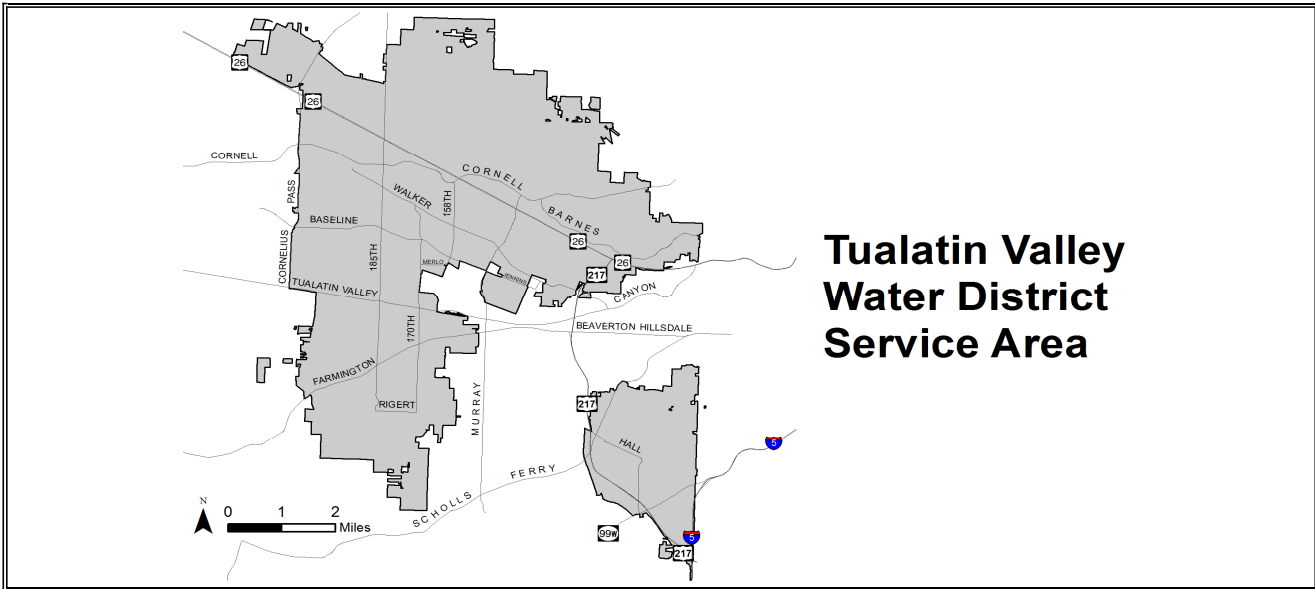 26
26
CORNELL
CORNELL
PASS
WALKER
158TH
BARNES
BASELINE
26
185TH
CORNELIUS
MERLO
JENKINS
26
217
Tualatin Valley
Water District
Service Area
TUALATIN VALLEY
CANYON
170TH
BEAVERTON HILLSDALE
FARMINGTON
RIGERT
MURRAY
217
HALL
5
SCHOLLS FERRY
N
0 1 2
Miles
99W
5
217